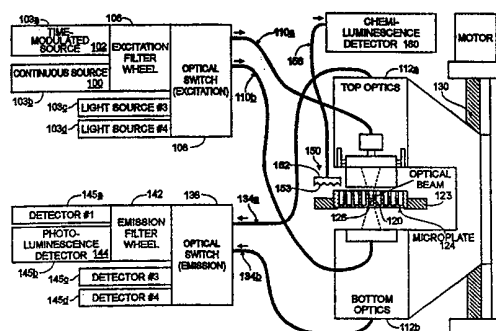 103a
106
TIME-
MODULATED
SOURCE 102
EXCITATION
FILTER
WHEEL
CONTINUOUS SOURCE
100
103b
103c
LIGHT SOURCE #3
103d
LIGHT SOURCE #4
OPTICAL
SWITCH
(EXCITATION)
108
110a
110b
CHEMI-
LUMINESCENCE
DETECTOR 160
112a
MOTOR
TOP OPTICS
130
150
152
153
OPTICAL
BEAM
123
126
120
MICROPLATE
124
BOTTOM
OPTICS
112b
145a
142
136
134a
DETECTOR #1
PHOTO-
LUMINESCENCE
DETECTOR 144
EMISSION
FILTER
WHEEL
OPTICAL
SWITCH
(EMISSION)
145b
145c
DETECTOR #3
145d
DETECTOR #4
134b